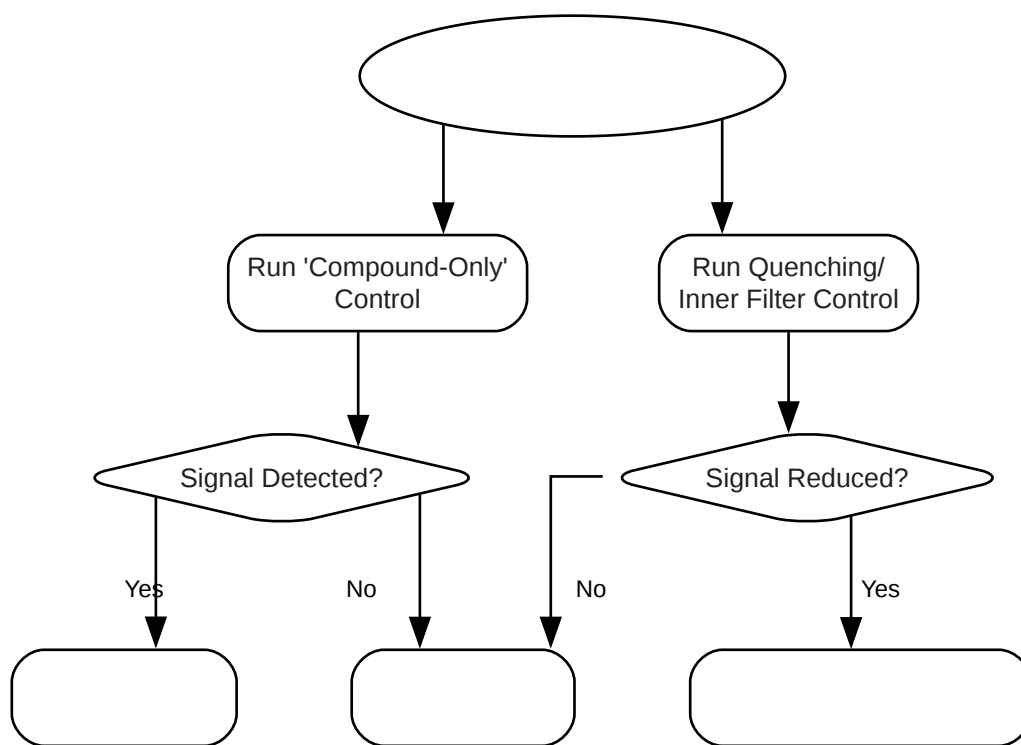 Run 'Compound-Only'
Control
Run Quenching/
Inner Filter Control
Signal Detected?
Signal Reduced?
Yes
No
No
Yes